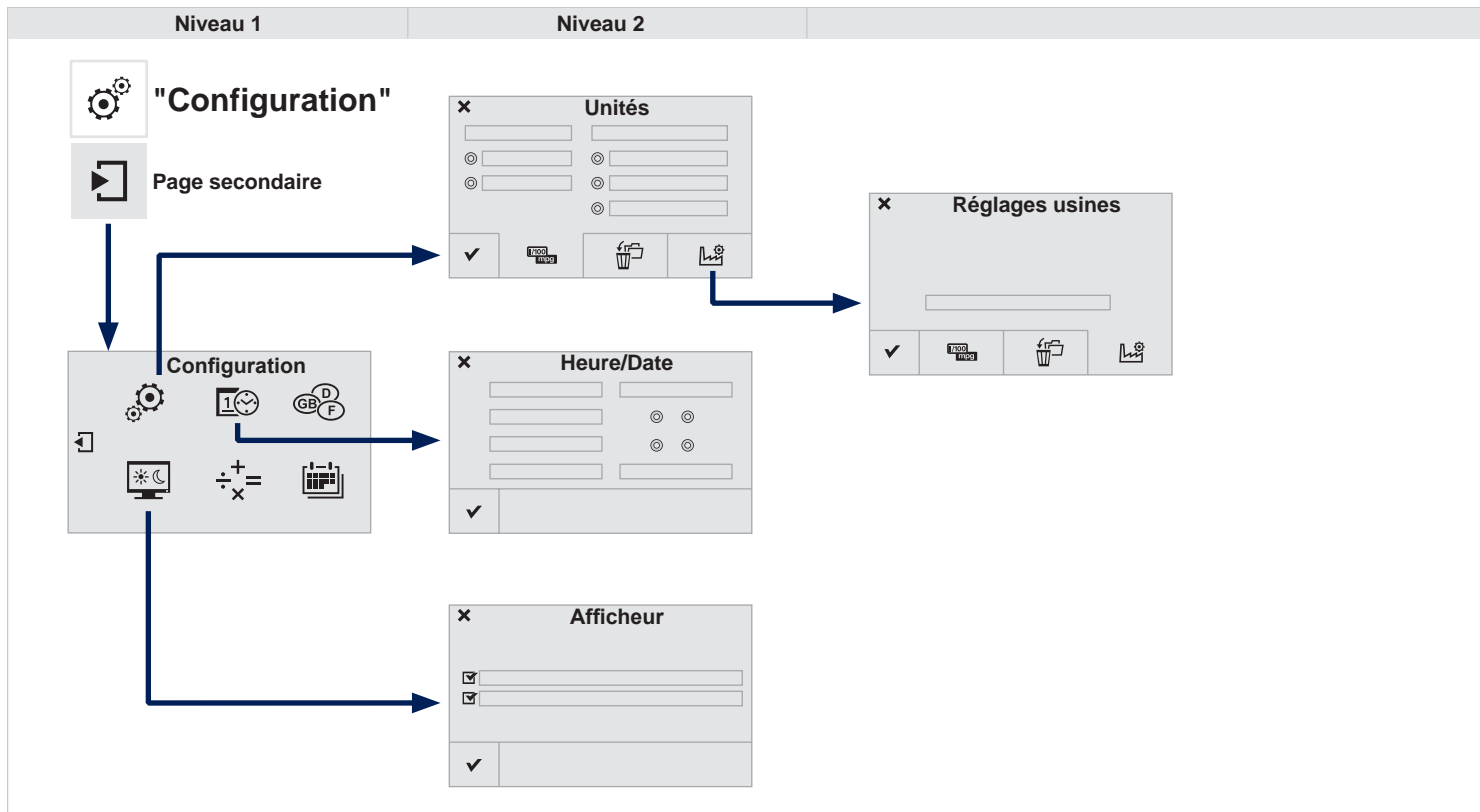 Niveau 1
Niveau 2
"Configuration"
Page secondaire
Unités
l/100
mpg
Réglages usines
l/100
mpg
Configuration
1
GB
D
F
÷ + × =
Heure/Date
Afficheur